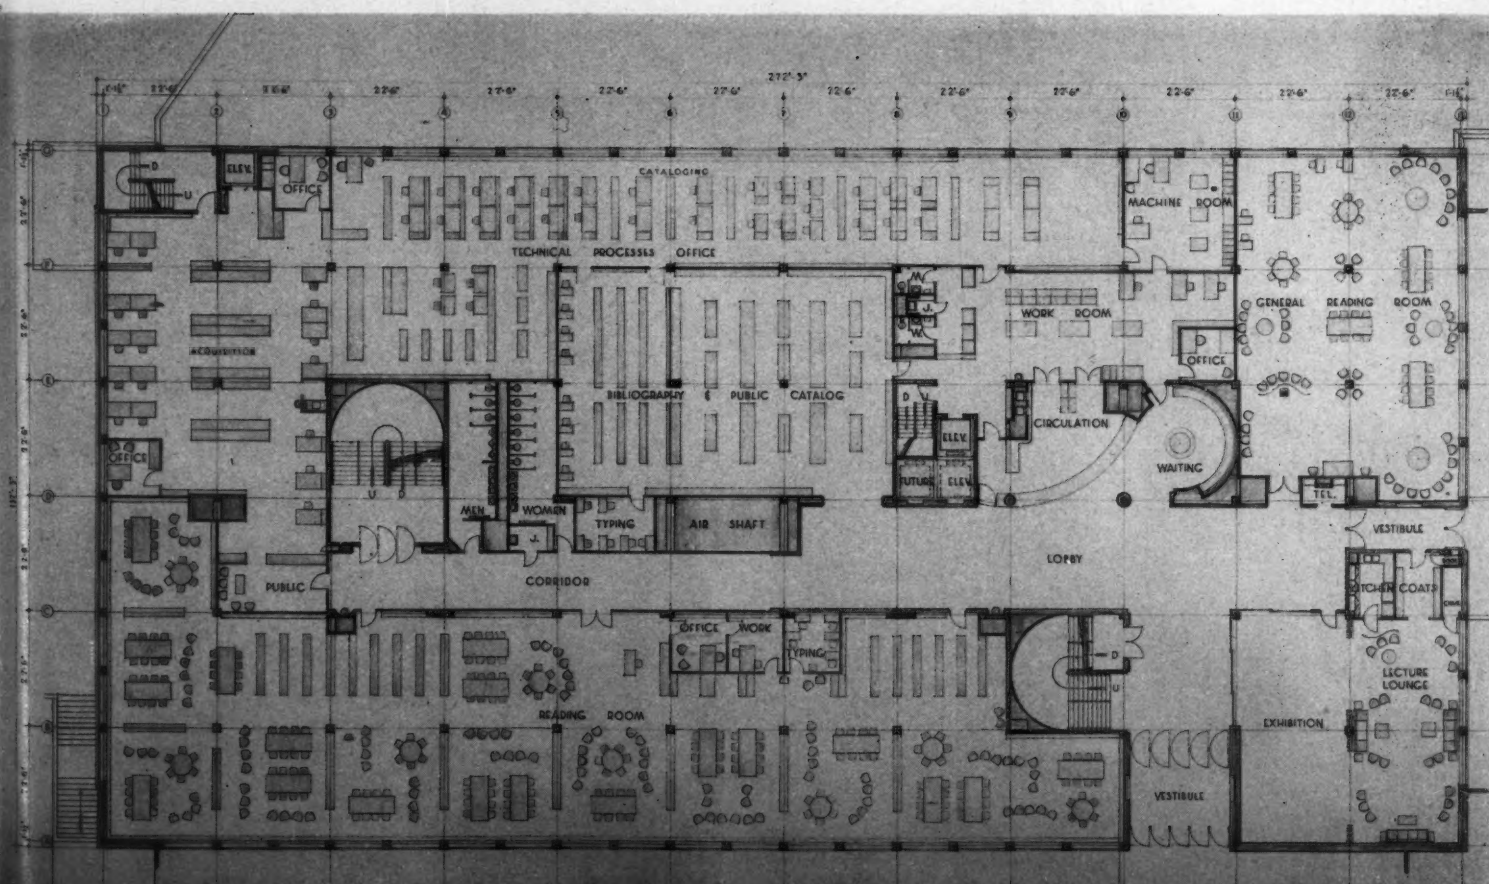 272'-3"
22'-6" 22'-6" 22'-6" 22'-6" 22'-6" 22'-6" 22'-6" 22'-6" 22'-6" 22'-6" 22'-6"
D
U
ELEV.
OFFICE
CATALOGING
MACHINE ROOM
TECHNICAL PROCESSES OFFICE
M.
J.
W.
WORK ROOM
GENERAL READING ROOM
ACQUISITION
OFFICE
BIBLIOGRAPHY & PUBLIC CATALOG
D U
ELEV.
CIRCULATION
OFFICE
WAITING
FUTURE ELEV.
U D
MEN
WOMEN
J.
TYPING
AIR SHAFT
TEL.
VESTIBULE
LOBBY
CORRIDOR
PUBLIC
KITCHEN COATS
OFFICE WORK
TYPING
D
U
LECTURE
LOUNGE
READING ROOM
EXHIBITION
VESTIBULE